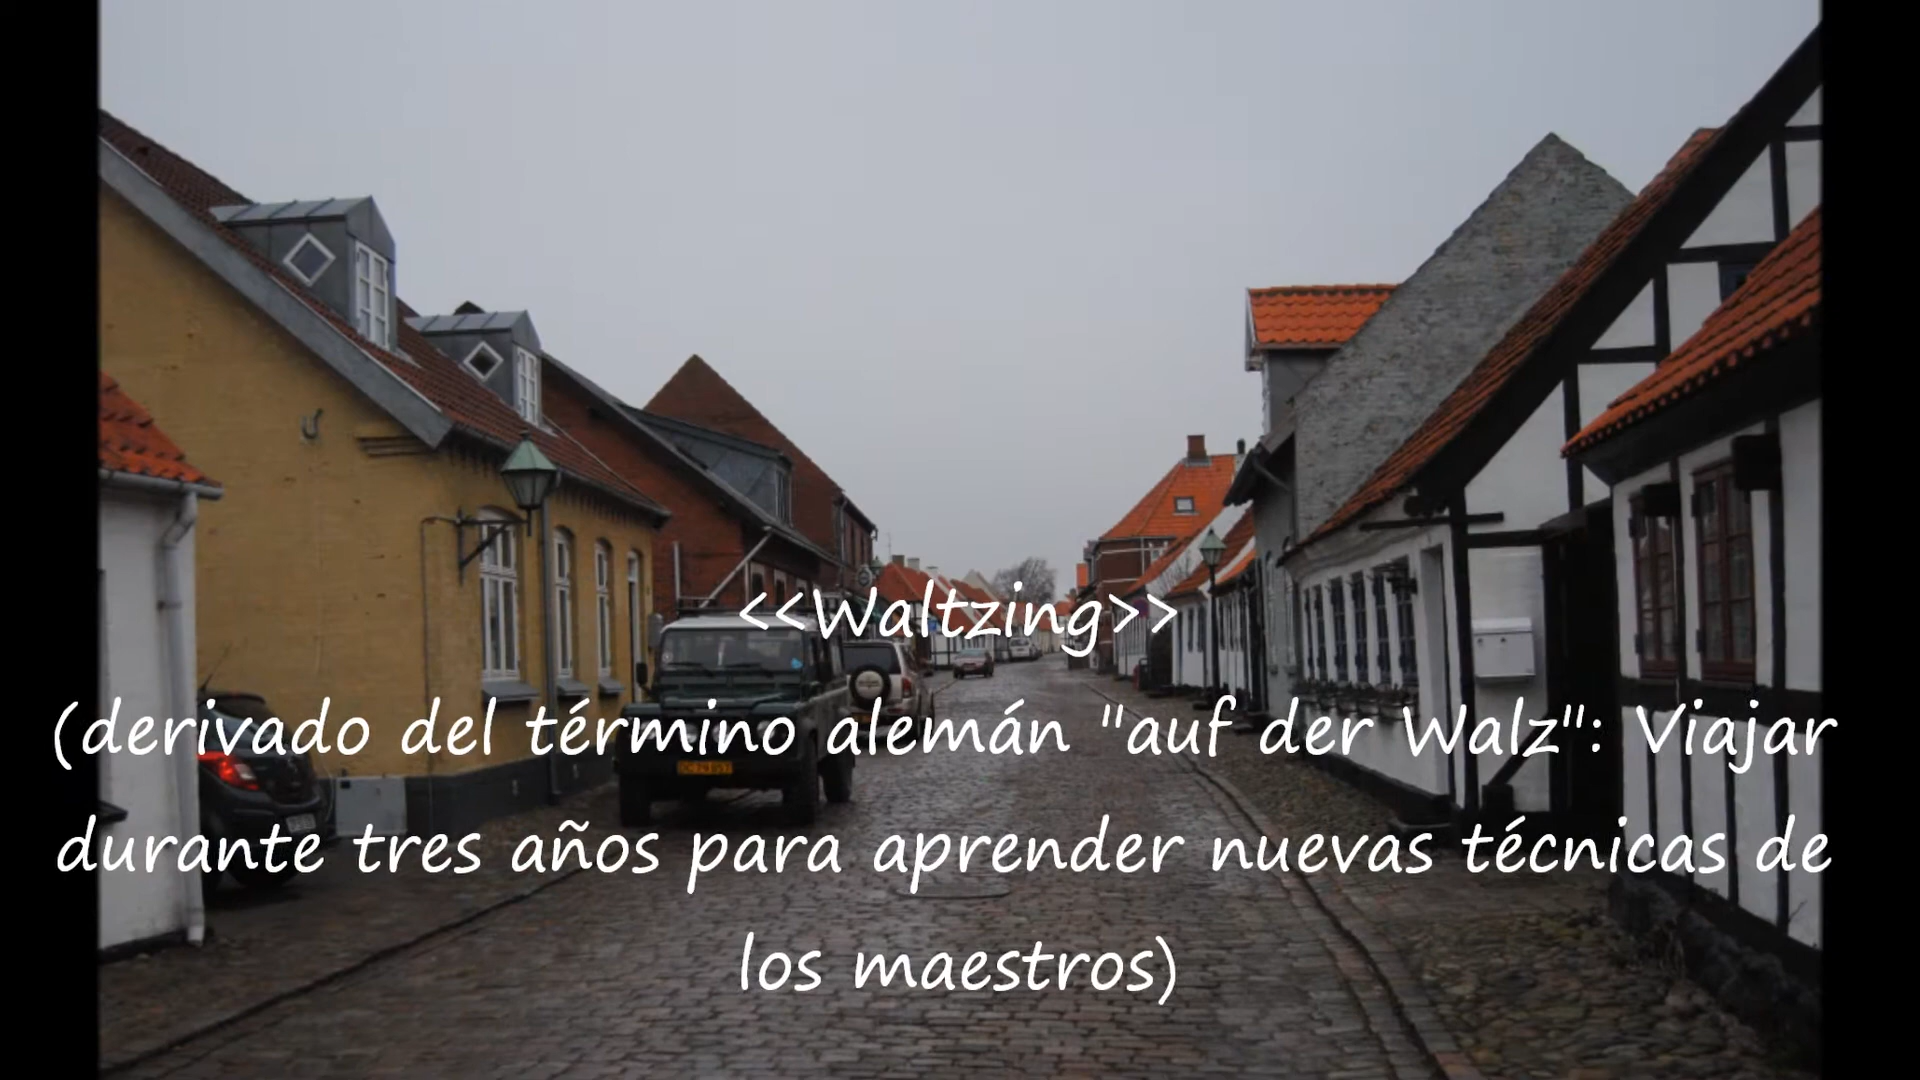 <<Waltzing>>
(derivado del término alemán "auf der Walz": Viajar
durante tres años para aprender nuevas técnicas de
los maestros)